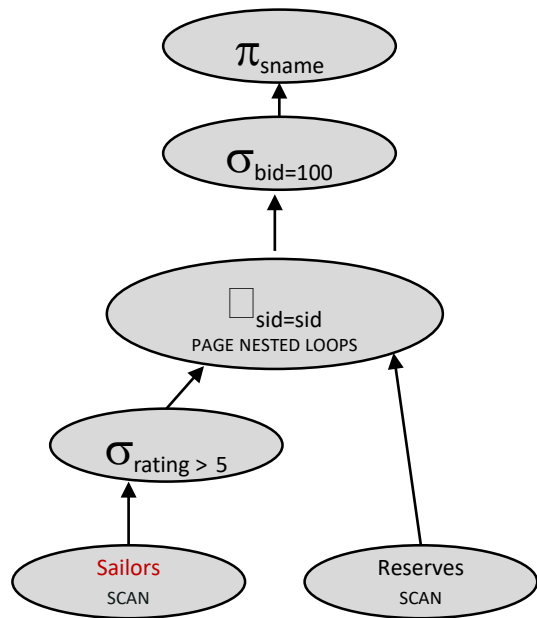 πsname
σbid=100
□sid=sid
PAGE NESTED LOOPS
σrating > 5
Sailors
SCAN
Reserves
SCAN